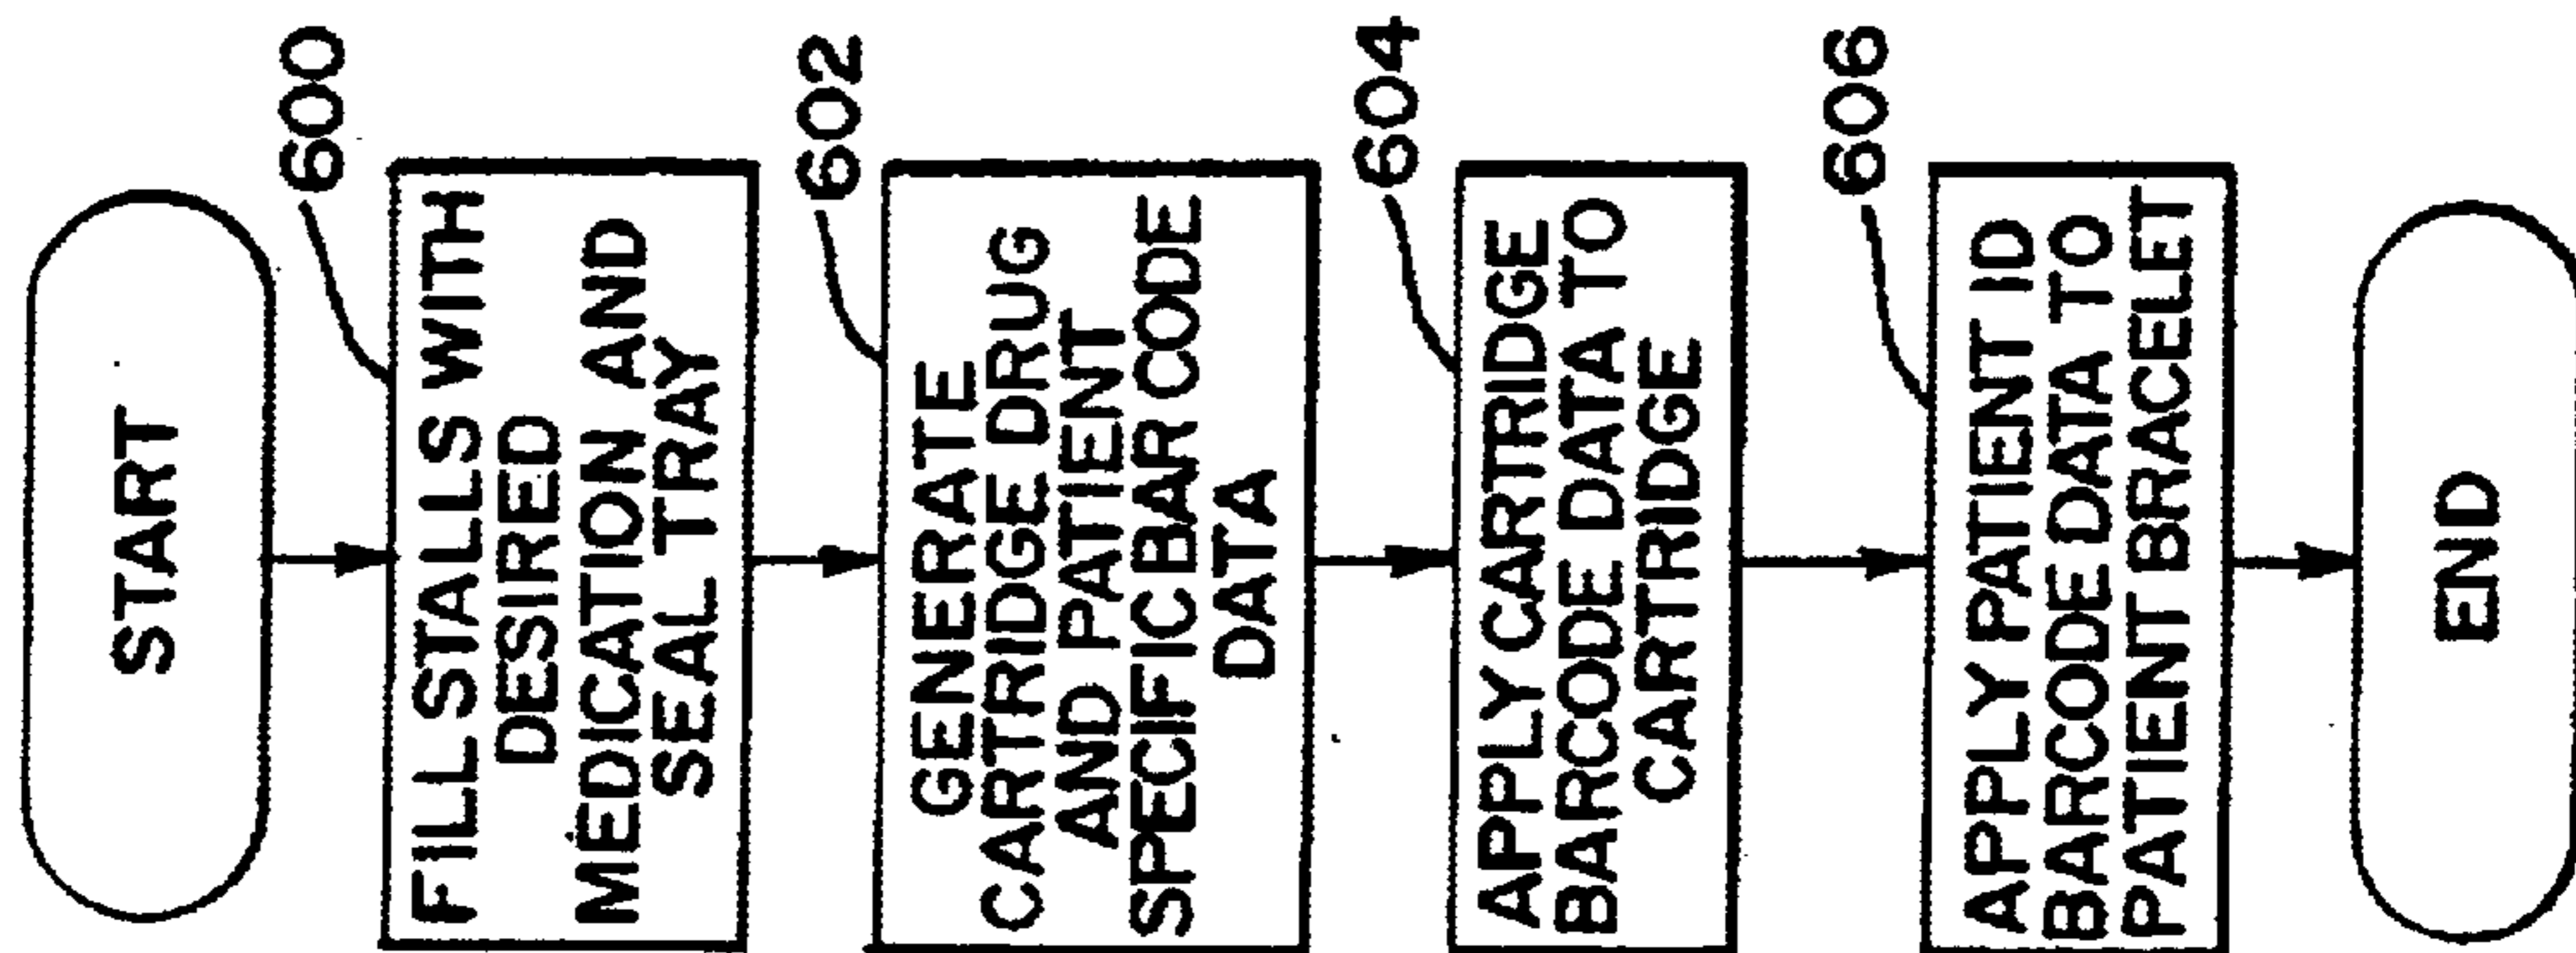 START
600
FILL STALLS WITH
DESIRED
MEDICATION AND
SEAL TRAY
602
GENERATE
CARTRIDGE DRUG
AND PATIENT
SPECIFIC BAR CODE
DATA
604
APPLY CARTRIDGE
BARCODE DATA TO
CARTRIDGE
606
APPLY PATIENT ID
BARCODE DATA TO
PATIENT BRACELET
END